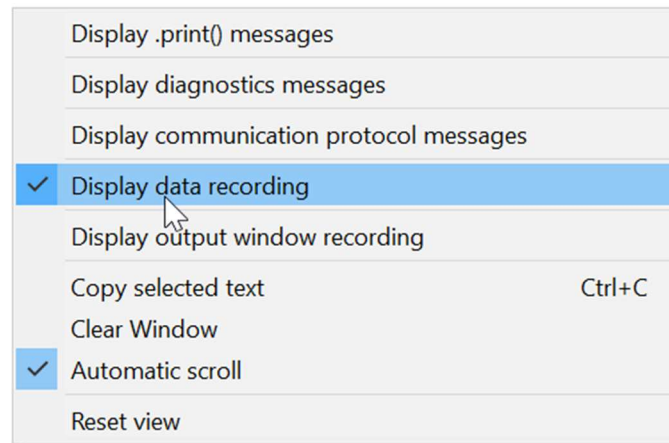 Display .print() messages
Display diagnostics messages
Display communication protocol messages
Display data recording
Display output window recording
Copy selected text Ctrl+C
Clear Window
Automatic scroll
Reset view